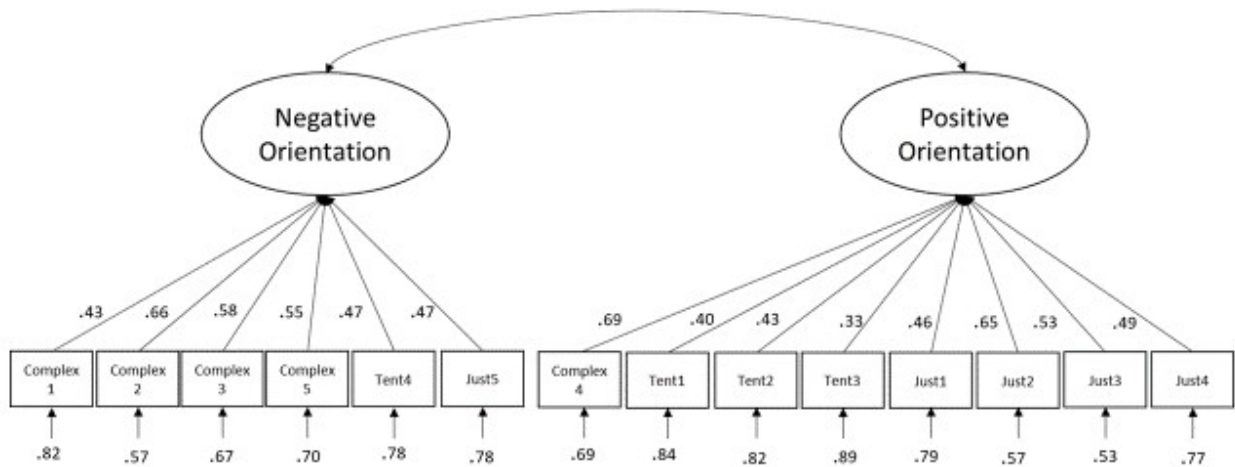 Negative
Orientation
Positive
Orientation
.43
.66
.58
.55
.47
.47
.69
.40
.43
.33
.46
.65
.53
.49
Complex
1
Complex
2
Complex
3
Complex
5
Tent4
Just5
Complex
4
Tent1
Tent2
Tent3
Just1
Just2
Just3
Just4
.82
.57
.67
.70
.78
.78
.69
.84
.82
.89
.79
.57
.53
.77